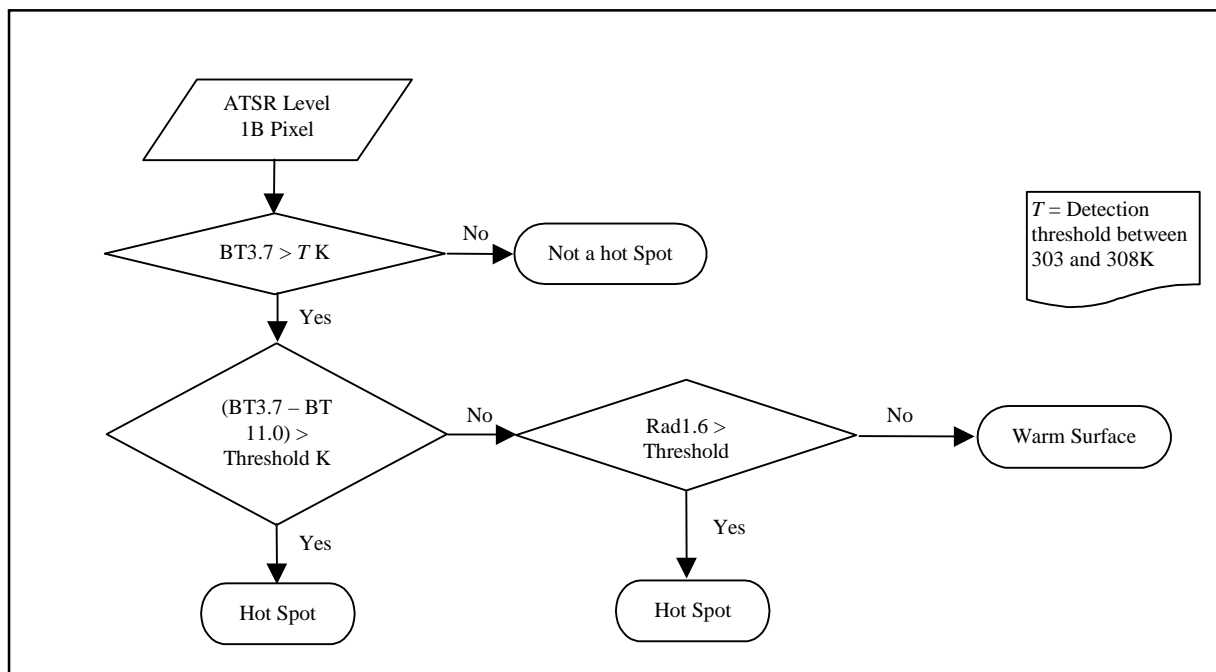 ATSR Level
1B Pixel
BT3.7 > T K
No
Not a hot Spot
T = Detection
threshold between
303 and 308K
Yes
(BT3.7 – BT
11.0) >
Threshold K
No
Rad1.6 >
Threshold
No
Warm Surface
Yes
Hot Spot
Yes
Hot Spot